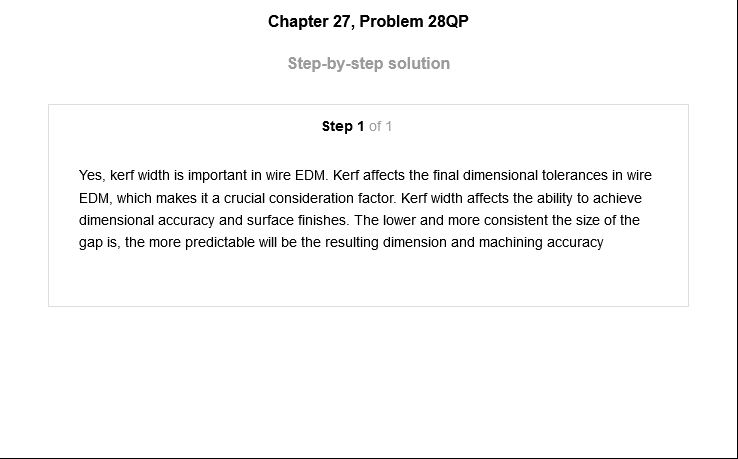 Chapter 27, Problem 28QP
Step-by-step solution
Step 1 of 1
Yes, kerf width is important in wire EDM. Kerf affects the final dimensional tolerances in wire
EDM, which makes it a crucial consideration factor. Kerf width affects the ability to achieve
dimensional accuracy and surface finishes. The lower and more consistent the size of the
gap is, the more predictable will be the resulting dimension and machining accuracy